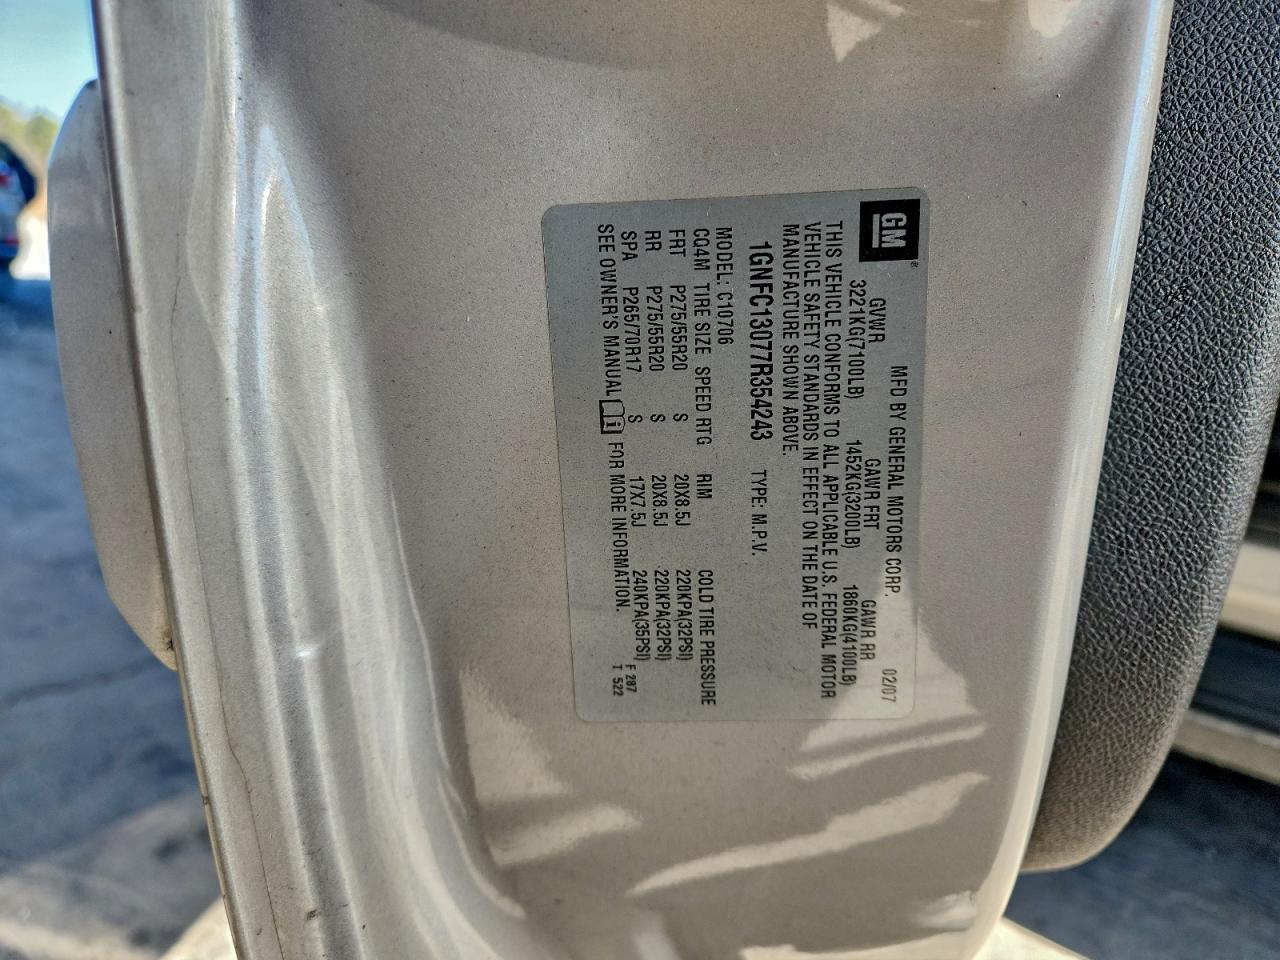 GM
MFD BY GENERAL MOTORS CORP. 02/07
GVWR GAWR FRT GAWR RR
3221KG(7100LB) 1452KG(3200LB) 1860KG(4100LB)
THIS VEHICLE CONFORMS TO ALL APPLICABLE U.S. FEDERAL MOTOR
VEHICLE SAFETY STANDARDS IN EFFECT ON THE DATE OF
MANUFACTURE SHOWN ABOVE.
1GNFC13077R354243 TYPE: M.P.V.
MODEL: C10706
CQ4M TIRE SIZE SPEED RTG RIM COLD TIRE PRESSURE
FRT P275/55R20 S 20X8.5J 220KPA(32PSI)
RR P275/55R20 S 20X8.5J 220KPA(32PSI)
SPA P265/70R17 S 17X7.5J 240KPA(35PSI) F 287
SEE OWNER'S MANUAL i FOR MORE INFORMATION. T 522